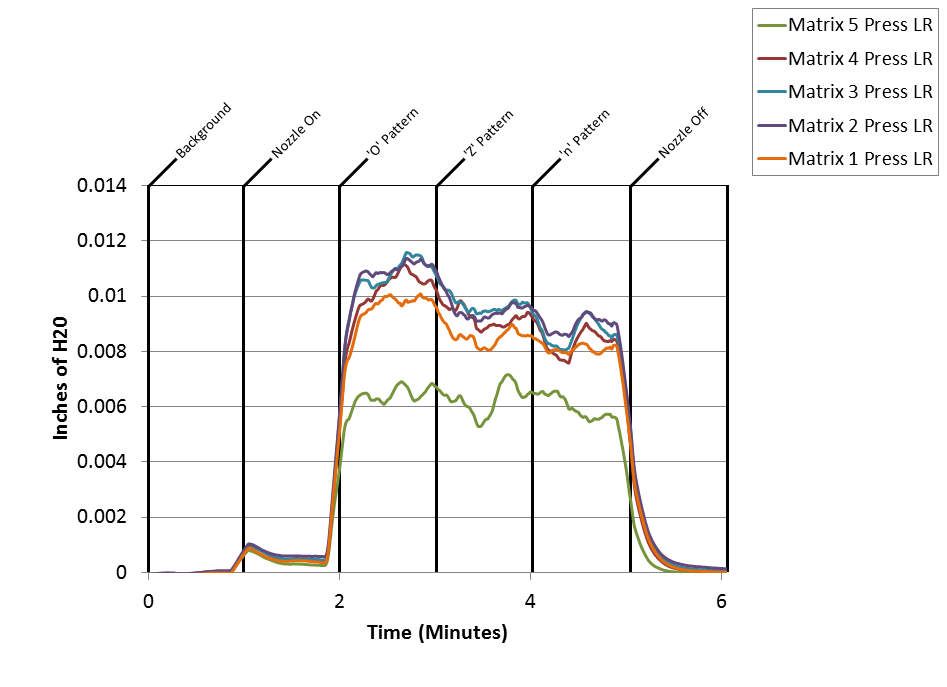 Matrix 5 Press LR
Matrix 4 Press LR
Matrix 3 Press LR
Matrix 2 Press LR
Matrix 1 Press LR
Background
Nozzle On
'O' Pattern
'Z' Pattern
'n' Pattern
Nozzle Off
0.014
0.012
0.01
0.008
0.006
0.004
0.002
0
Inches of H20
0 2 4 6
Time (Minutes)